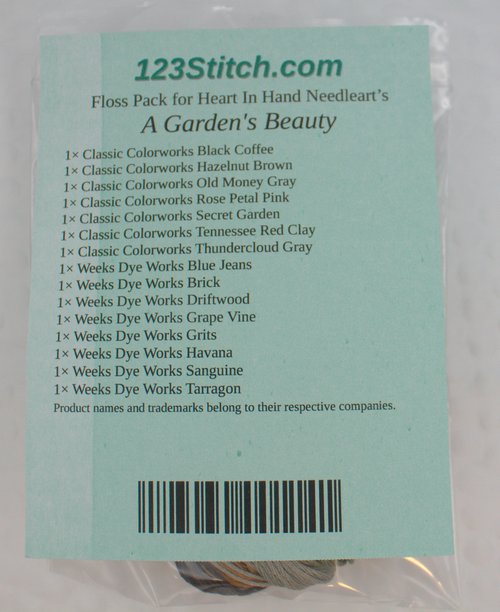 123Stitch.com
Floss Pack for Heart In Hand Needleart's
A Garden's Beauty
1× Classic Colorworks Black Coffee
1× Classic Colorworks Hazelnut Brown
1× Classic Colorworks Old Money Gray
1× Classic Colorworks Rose Petal Pink
1× Classic Colorworks Secret Garden
1× Classic Colorworks Tennessee Red Clay
1× Classic Colorworks Thundercloud Gray
1× Weeks Dye Works Blue Jeans
1× Weeks Dye Works Brick
1× Weeks Dye Works Driftwood
1× Weeks Dye Works Grape Vine
1× Weeks Dye Works Grits
1× Weeks Dye Works Havana
1× Weeks Dye Works Sanguine
1× Weeks Dye Works Tarragon
Product names and trademarks belong to their respective companies.